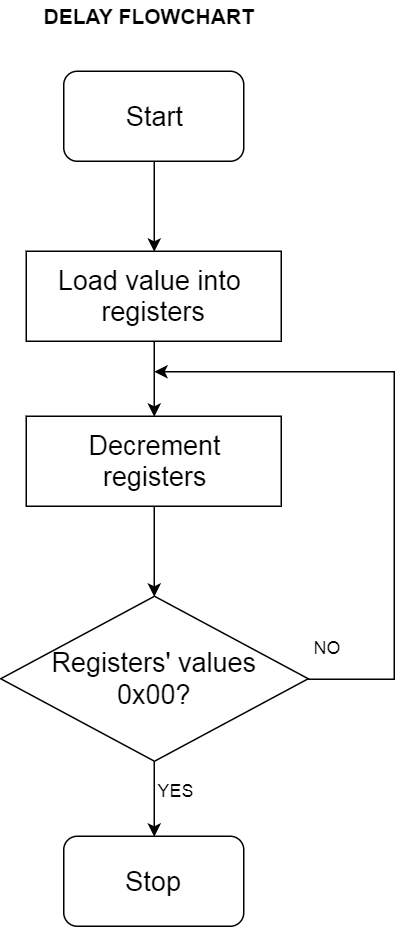 DELAY FLOWCHART
Start
Load value into
registers
Decrement
registers
Registers' values
0x00?
NO
YES
Stop